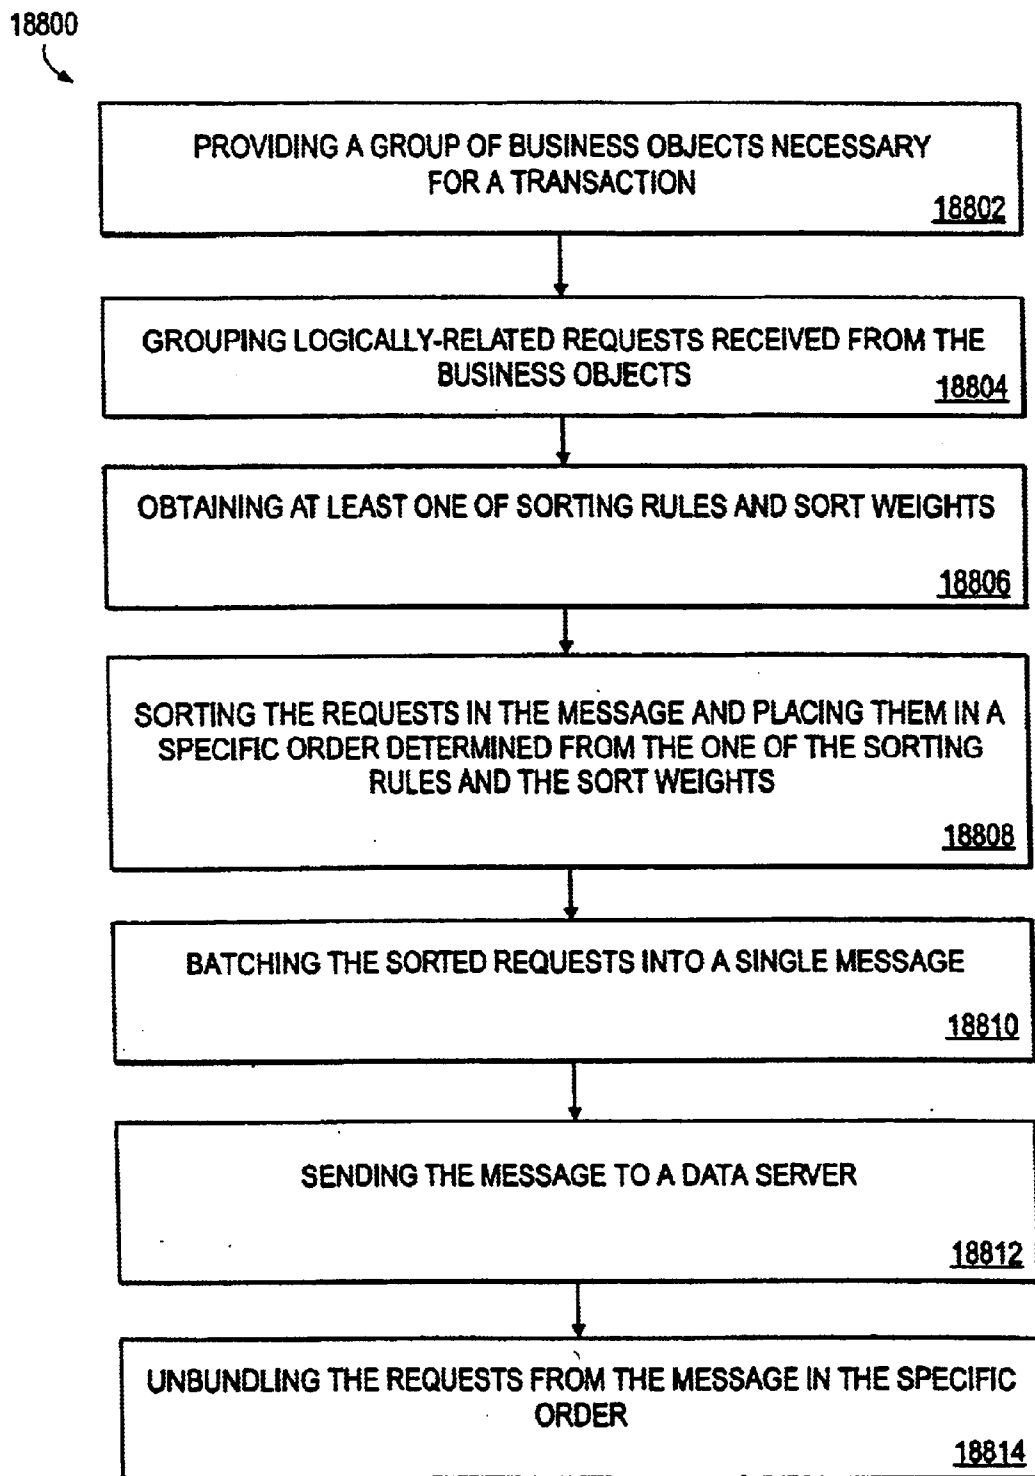 18800
PROVIDING A GROUP OF BUSINESS OBJECTS NECESSARY
FOR A TRANSACTION
18802
GROUPING LOGICALLY-RELATED REQUESTS RECEIVED FROM THE
BUSINESS OBJECTS
18804
OBTAINING AT LEAST ONE OF SORTING RULES AND SORT WEIGHTS
18806
SORTING THE REQUESTS IN THE MESSAGE AND PLACING THEM IN A
SPECIFIC ORDER DETERMINED FROM THE ONE OF THE SORTING
RULES AND THE SORT WEIGHTS
18808
BATCHING THE SORTED REQUESTS INTO A SINGLE MESSAGE
18810
SENDING THE MESSAGE TO A DATA SERVER
18812
UNBUNDLING THE REQUESTS FROM THE MESSAGE IN THE SPECIFIC
ORDER
18814